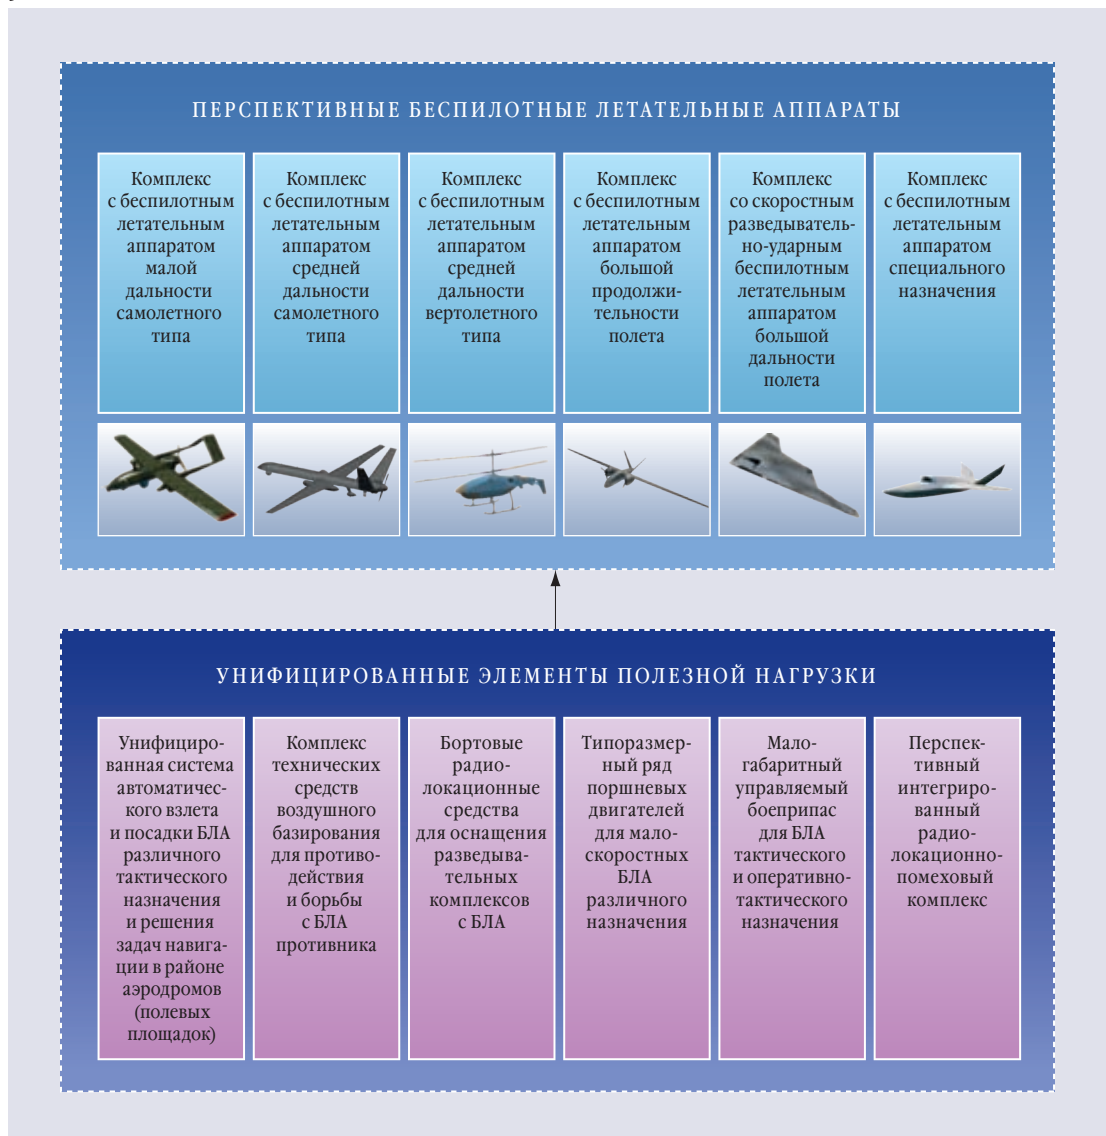 ПЕРСПЕКТИВНЫЕ БЕСПИЛОТНЫЕ ЛЕТАТЕЛЬНЫЕ АППАРАТЫ
Комплекс
с беспилотным
летательным
аппаратом
малой
дальности
самолетного
типа
Комплекс
с беспилотным
летательным
аппаратом
средней
дальности
самолетного
типа
Комплекс
с беспилотным
летательным
аппаратом
средней
дальности
вертолетного
типа
Комплекс
с беспилотным
летательным
аппаратом
большой
продолжи-
тельности
полета
Комплекс
со скоростным
разведыватель-
но-ударным
беспилотным
летательным
аппаратом
большой
дальности
полета
Комплекс
с беспилотным
летательным
аппаратом
специального
назначения
УНИФИЦИРОВАННЫЕ ЭЛЕМЕНТЫ ПОЛЕЗНОЙ НАГРУЗКИ
Унифициро-
ванная система
автоматичес-
кого взлета
и посадки БЛА
различного
тактического
назначения
и решения
задач навига-
ции в районе
аэродромов
(полевых
площадок)
Комплекс
технических
средств
воздушного
базирования
для противо-
действия
и борьбы
с БЛА
противника
Бортовые
радио-
локационные
средства
для оснащения
разведыва-
тельных
комплексов
с БЛА
Типоразмер-
ный ряд
поршневых
двигателей
для мало-
скоростных
БЛА
различного
назначения
Мало-
габаритный
управляемый
боеприпас
для БЛА
тактического
и оперативно-
тактического
назначения
Перспек-
тивный
интегриро-
ванный
радио-
локационно-
помеховый
комплекс